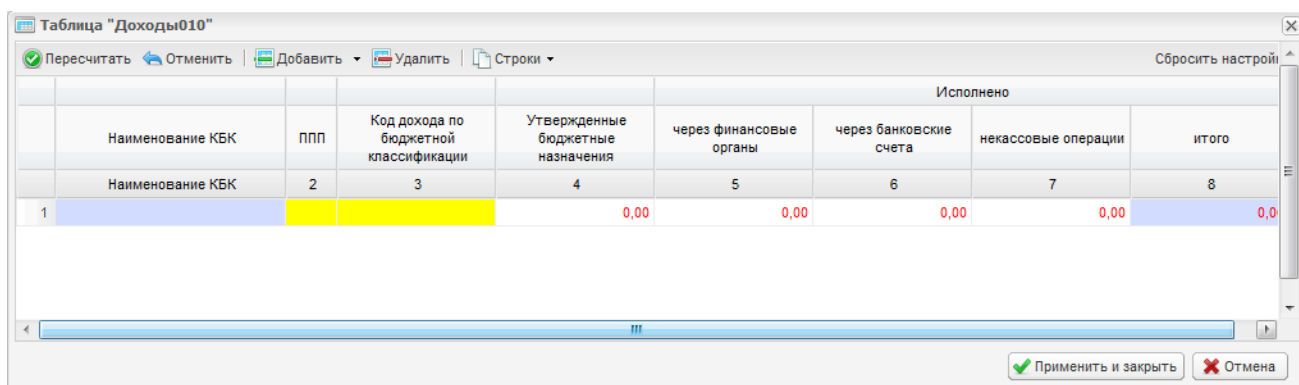 Таблица "Доходы010"
Пересчитать Отменить Добавить Удалить Строки Сбросить настрой
Исполнено
Наименование КБК ППП Код дохода по бюджетной классификации Утвержденные бюджетные назначения через финансовые органы через банковские счета некассовые операции итого
Наименование КБК 2 3 4 5 6 7 8
1 0,00 0,00 0,00 0,00 0,0
Применить и закрыть Отмена